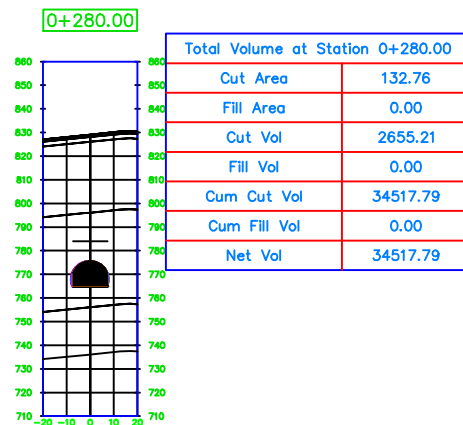 0+280.00
Total Volume at Station 0+280.00
Cut Area 132.76
Fill Area 0.00
Cut Vol 2655.21
Fill Vol 0.00
Cum Cut Vol 34517.79
Cum Fill Vol 0.00
Net Vol 34517.79
860 860
850 850
840 840
830 830
820 820
810 810
800 800
790 790
780 780
770 770
760 760
750 750
740 740
730 730
720 720
710 710
-20 -10 0 10 20